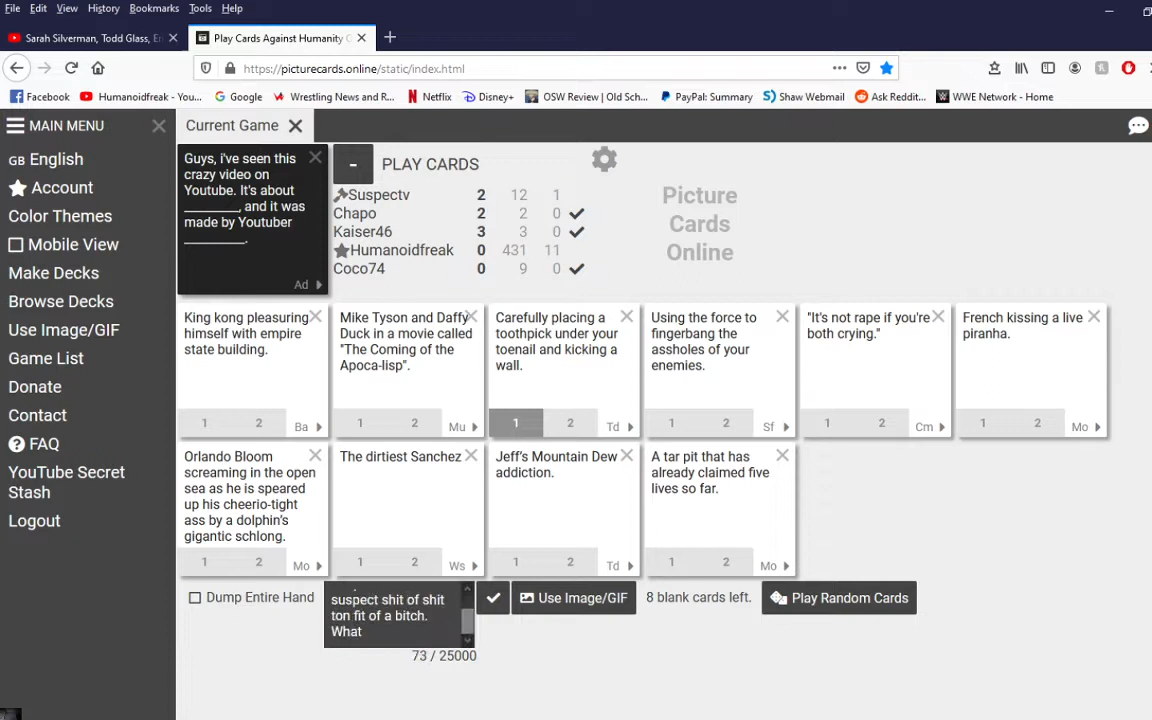 File Edit View History Bookmarks Tools Help
Sarah Silverman, Todd Glass, E
Play Cards Against Humanity O
https://picturecards.online/static/index.html
Facebook
Humanoidfreak - You...
Google
Wrestling News and R...
Netflix
Disney+
OSW Review | Old Sch...
PayPal: Summary
Shaw Webmail
Ask Reddit...
WWE Network - Home
MAIN MENU
GB English
Account
Color Themes
Mobile View
Make Decks
Browse Decks
Use Image/GIF
Game List
Donate
Contact
FAQ
YouTube Secret
Stash
Logout
Current Game
Guys, i've seen this
crazy video on
Youtube. It's about
________, and it was
made by Youtuber
_________.
Ad
-
PLAY CARDS
Suspectv 2 12 1
Chapo 2 2 0
Kaiser46 3 3 0
Humanoidfreak 0 431 11
Coco74 0 9 0
Picture
Cards
Online
King kong pleasuring
himself with empire
state building.
1 2 Ba
Mike Tyson and Daffy
Duck in a movie called
"The Coming of the
Apoca-lisp".
1 2 Mu
Carefully placing a
toothpick under your
toenail and kicking a
wall.
1 2 Td
Using the force to
fingerbang the
assholes of your
enemies.
1 2 Sf
"It's not rape if you're
both crying."
1 2 Cm
French kissing a live
piranha.
1 2 Mo
Orlando Bloom
screaming in the open
sea as he is speared
up his cheerio-tight
ass by a dolphin's
gigantic schlong.
1 2 Mo
The dirtiest Sanchez
1 2 Ws
Jeff's Mountain Dew
addiction.
1 2 Td
A tar pit that has
already claimed five
lives so far.
1 2 Mo
Dump Entire Hand
suspect shit of shit
ton fit of a bitch.
What
Use Image/GIF
8 blank cards left.
Play Random Cards
73 / 25000